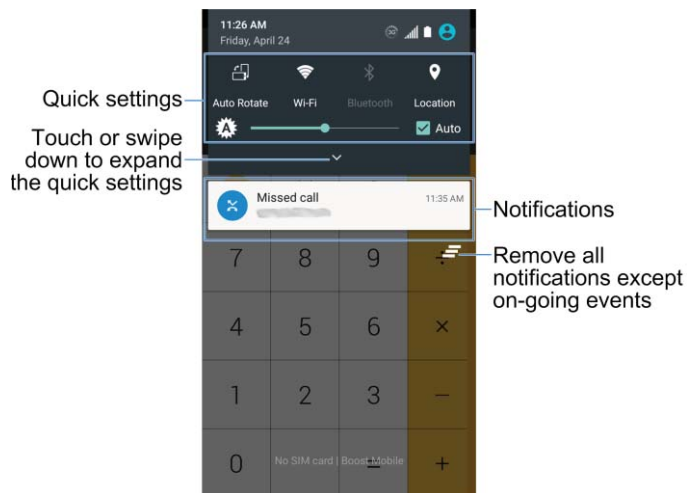 11:26 AM
Friday, April 24
Quick settings
Auto Rotate Wi-Fi Bluetooth Location
A
Auto
Touch or swipe
down to expand
the quick settings
Missed call 11:35 AM
Notifications
Remove all
notifications except
on-going events
7 8 9 ÷
4 5 6 ×
1 2 3 −
0 = +
No SIM card | Boost Mobile